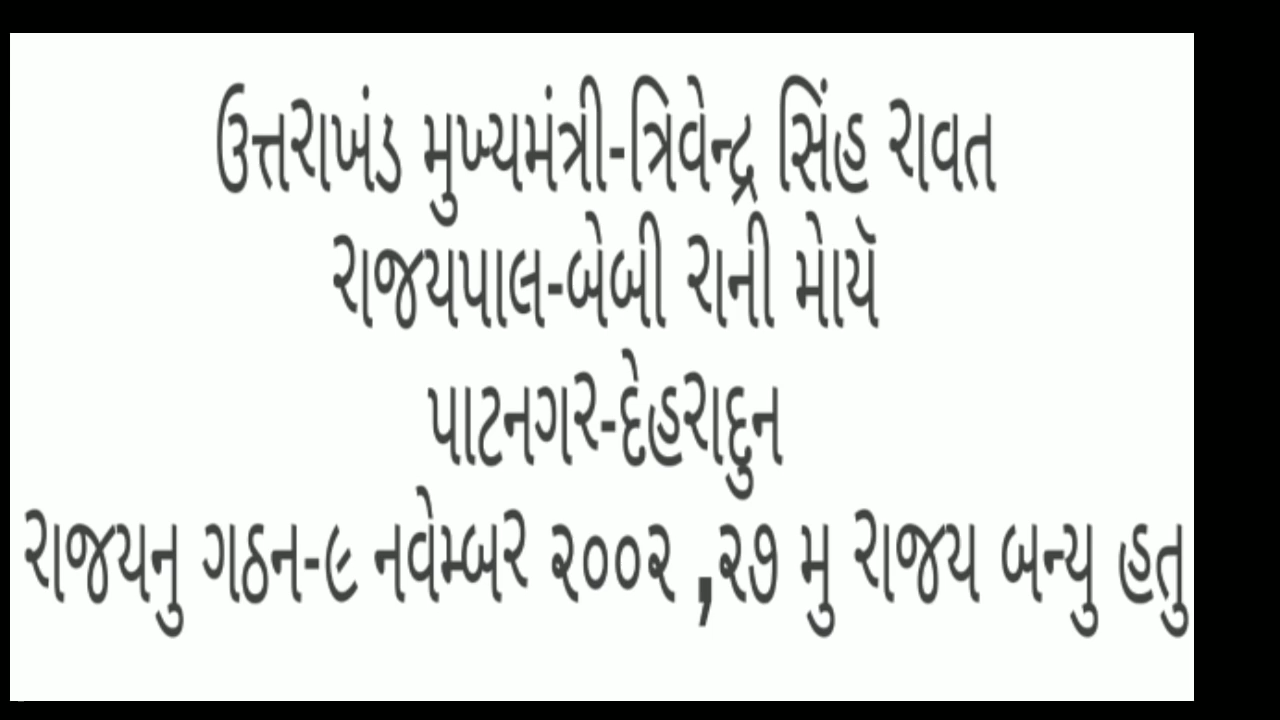 ઉત્તરાખંડ મુખ્યમંત્રી-ત્રિવેન્દ્ર સિંહ રાવત
રાજયપાલ-બેબી રાની મોયૅ
પાટનગર-દેહરાદુન
રાજયનુ ગઠન-૯ નવેમ્બર ૨૦૦૨ ,૨૭ મુ રાજય બન્યુ હતુ